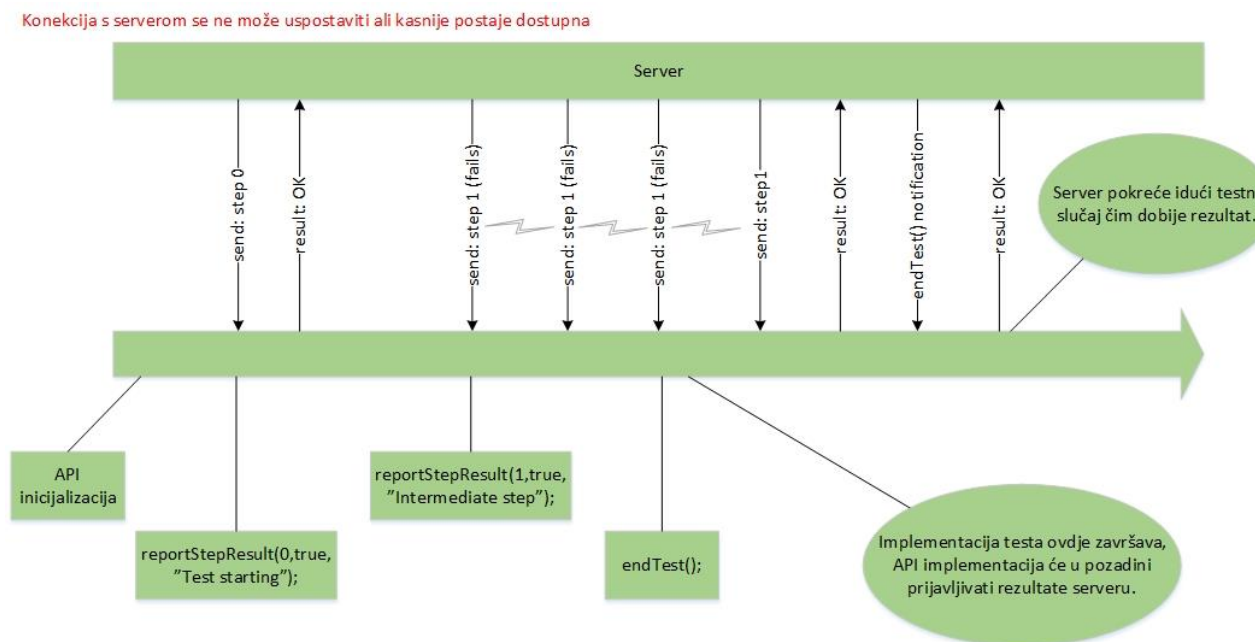 Konekcija s serverom se ne može uspostaviti ali kasnije postaje dostupna
Server
send: step 0
result: OK
send: step 1 (fails)
send: step 1 (fails)
send: step 1 (fails)
send: step1
result: OK
endTest() notification
result: OK
Server pokreće idući testn
slučaj čim dobije rezultat.
API
inicijalizacija
reportStepResult(0,true,
”Test starting”);
reportStepResult(1,true,
”Intermediate step”);
endTest();
Implementacija testa ovdje završava,
API implementacija će u pozadini
prijavljivati rezultate serveru.